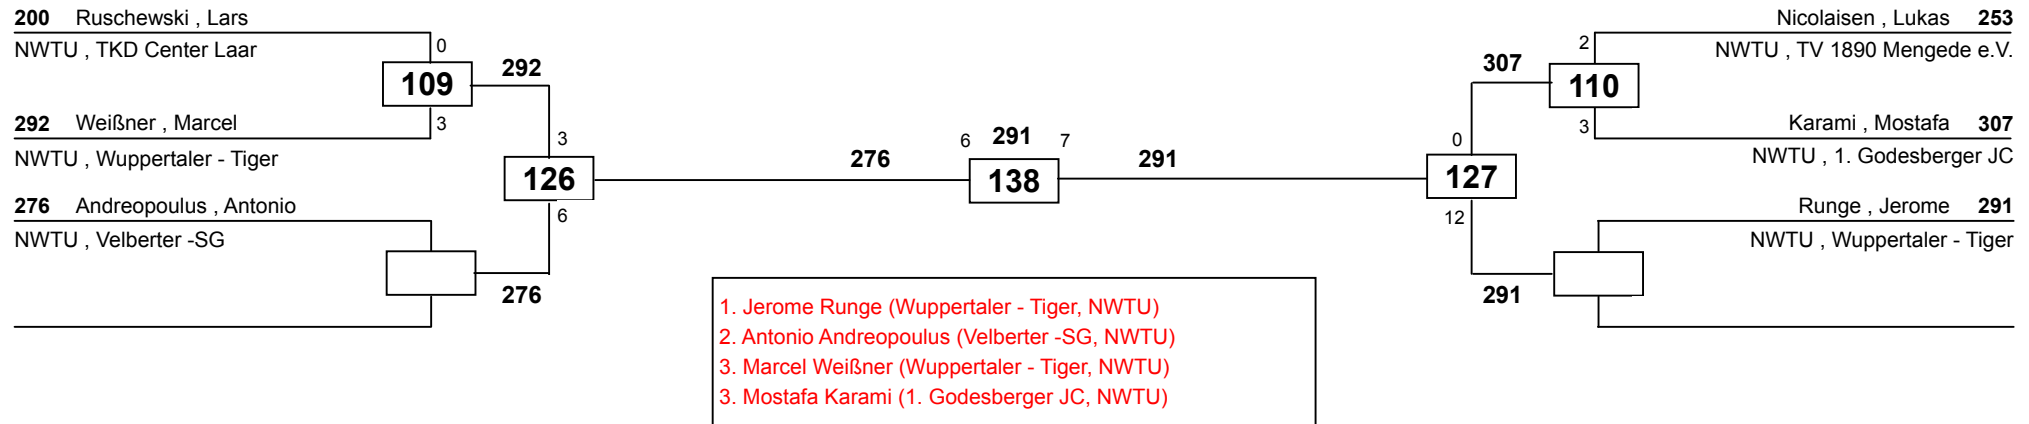 200 Ruschewski , Lars
NWTU , TKD Center Laar
0
109
292
3
292 Weißner , Marcel
NWTU , Wuppertaler - Tiger
3
126
6
276 Andreopoulus , Antonio
NWTU , Velberter -SG
276
276
6 291 7
138
291
Nicolaisen , Lukas 253
NWTU , TV 1890 Mengede e.V.
2
307
110
3
Karami , Mostafa 307
NWTU , 1. Godesberger JC
0
127
12
Runge , Jerome 291
NWTU , Wuppertaler - Tiger
291
1. Jerome Runge (Wuppertaler - Tiger, NWTU)
2. Antonio Andreopoulus (Velberter -SG, NWTU)
3. Marcel Weißner (Wuppertaler - Tiger, NWTU)
3. Mostafa Karami (1. Godesberger JC, NWTU)